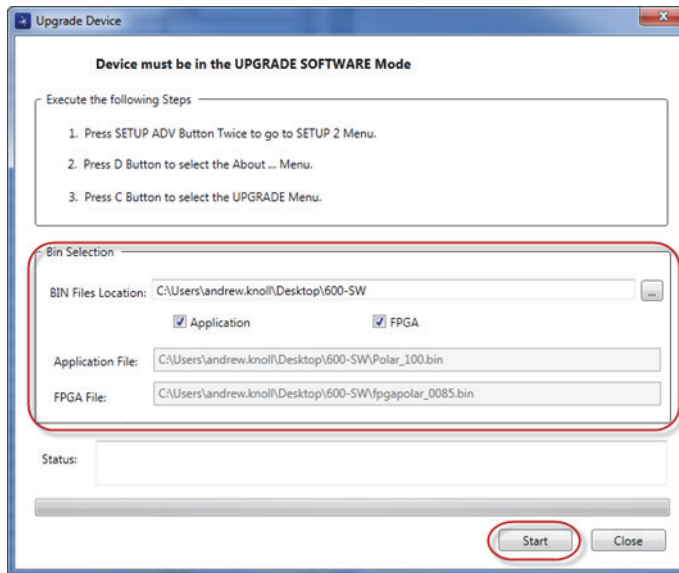 Upgrade Device
Device must be in the UPGRADE SOFTWARE Mode
Execute the following Steps
1. Press SETUP ADV Button Twice to go to SETUP 2 Menu.
2. Press D Button to select the About ... Menu.
3. Press C Button to select the UPGRADE Menu.
Bin Selection
BIN Files Location: C:\Users\andrew.knoll\Desktop\600-SW ...
Application FPGA
Application File: C:\Users\andrew.knoll\Desktop\600-SW\Polar_100.bin
FPGA File: C:\Users\andrew.knoll\Desktop\600-SW\fpgapolar_0085.bin
Status:
Start Close